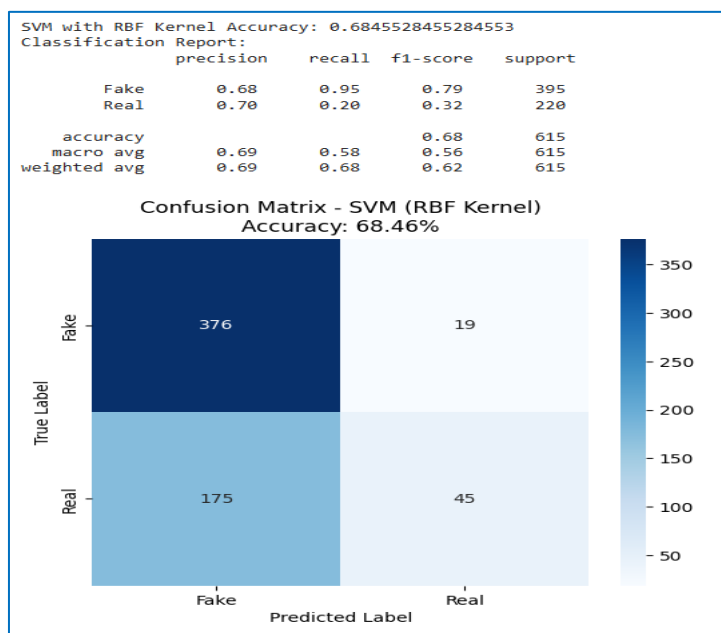 SVM with RBF Kernel Accuracy: 0.6845528455284553
Classification Report:
precision recall f1-score support
Fake 0.68 0.95 0.79 395
Real 0.70 0.20 0.32 220
accuracy 0.68 615
macro avg 0.69 0.58 0.56 615
weighted avg 0.69 0.68 0.62 615
Confusion Matrix - SVM (RBF Kernel)
Accuracy: 68.46%
350
300
250
200
150
100
50
True Label
Fake
376 19
Real
175 45
Fake Real
Predicted Label